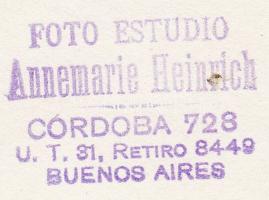 FOTO ESTUDIO
Annemarie Heinrich
CÓRDOBA 728
U. T. 31, RETIRO 8449
BUENOS AIRES